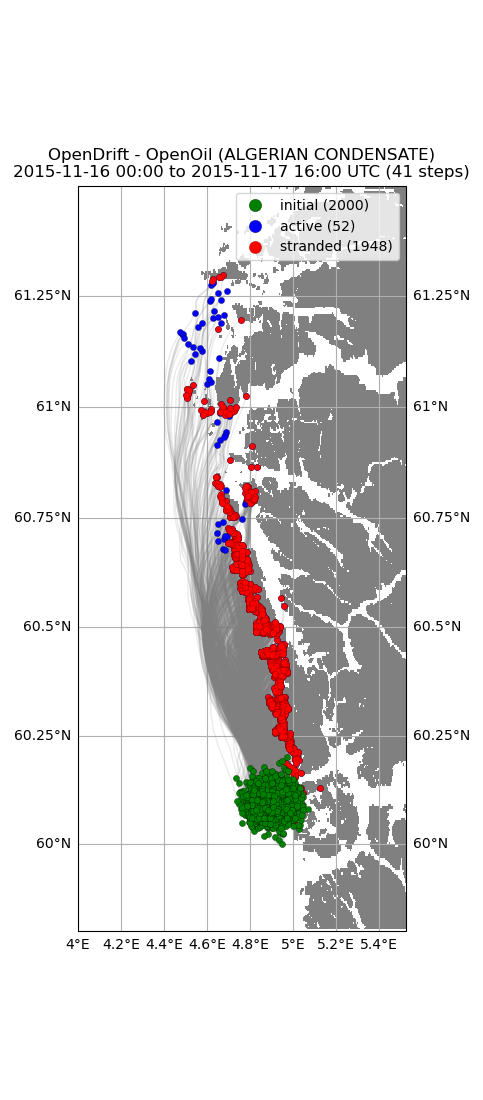 OpenDrift - OpenOil (ALGERIAN CONDENSATE)
2015-11-16 00:00 to 2015-11-17 16:00 UTC (41 steps)
initial (2000)
active (52)
stranded (1948)
61.25°N 61.25°N
61°N 61°N
60.75°N 60.75°N
60.5°N 60.5°N
60.25°N 60.25°N
60°N 60°N
4°E 4.2°E 4.4°E 4.6°E 4.8°E 5°E 5.2°E 5.4°E